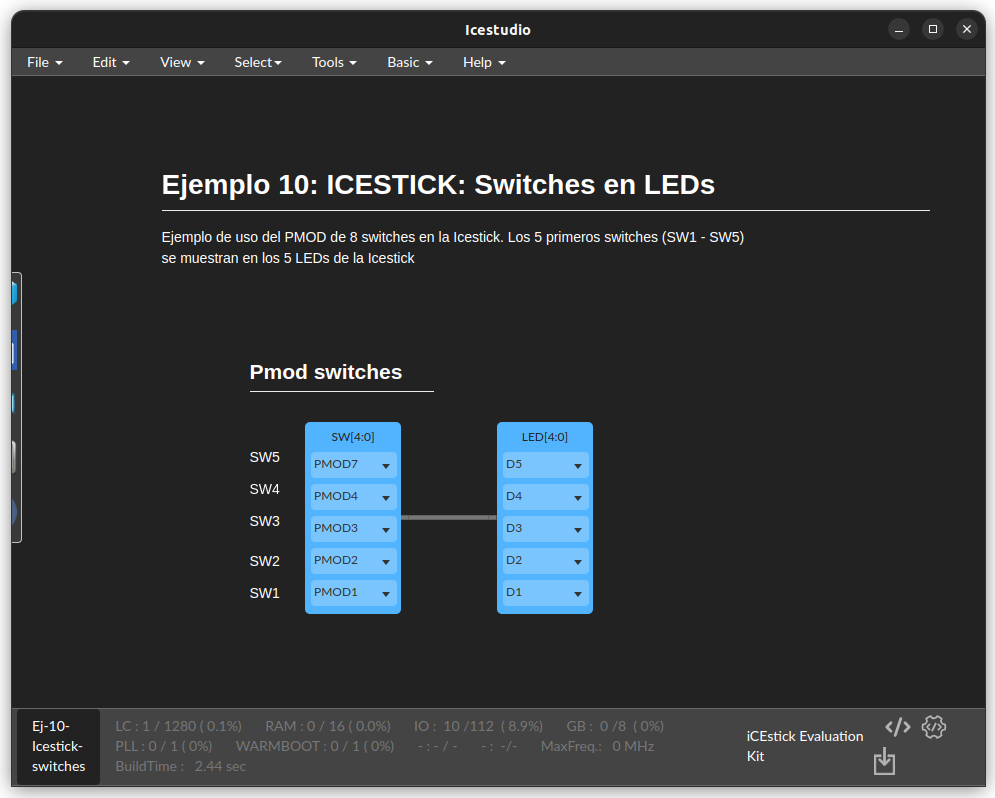 Icestudio
File Edit View Select Tools Basic Help
Ejemplo 10: ICESTICK: Switches en LEDs
Ejemplo de uso del PMOD de 8 switches en la Icestick. Los 5 primeros switches (SW1 - SW5)
se muestran en los 5 LEDs de la Icestick
Pmod switches
SW[4:0] LED[4:0]
SW5 PMOD7 D5
SW4 PMOD4 D4
SW3 PMOD3 D3
SW2 PMOD2 D2
SW1 PMOD1 D1
Ej-10-
Icestick-
switches
LC : 1 / 1280 ( 0.1%) RAM : 0 / 16 ( 0.0%) IO : 10 /112 ( 8.9%) GB : 0 /8 ( 0%)
PLL : 0 / 1 ( 0%) WARMBOOT : 0 / 1 ( 0%) - : - / - - : -/- MaxFreq.: 0 MHz
BuildTime : 2.44 sec
iCEstick Evaluation
Kit